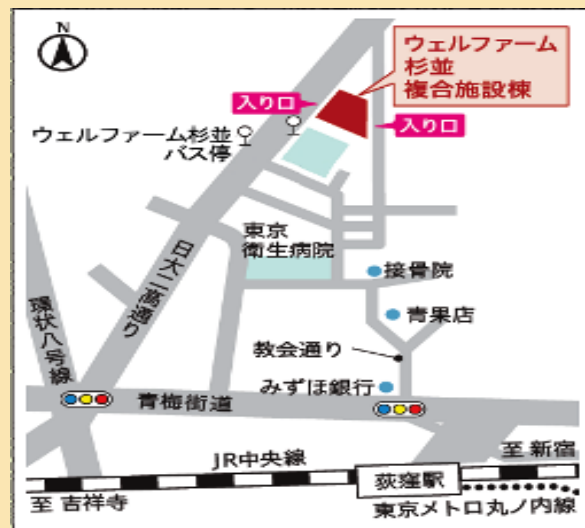 N
ウェルファーム
杉並
複合施設棟
入り口
入り口
ウェルファーム杉並
バス停
東京
衛生病院
日大二高通り
接骨院
環状八号線
青果店
教会通り
みずほ銀行
青梅街道
至 新宿
JR中央線
荻窪駅
至 吉祥寺
東京メトロ丸ノ内線